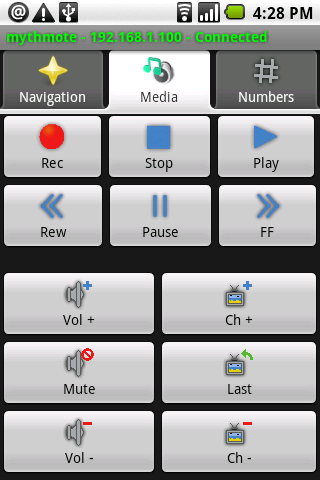 4:28 PM
mythmote - 192.168.1.100 - Connected
Navigation Media Numbers
Rec Stop Play
Rew Pause FF
Vol + Ch +
Mute Last
Vol - Ch -